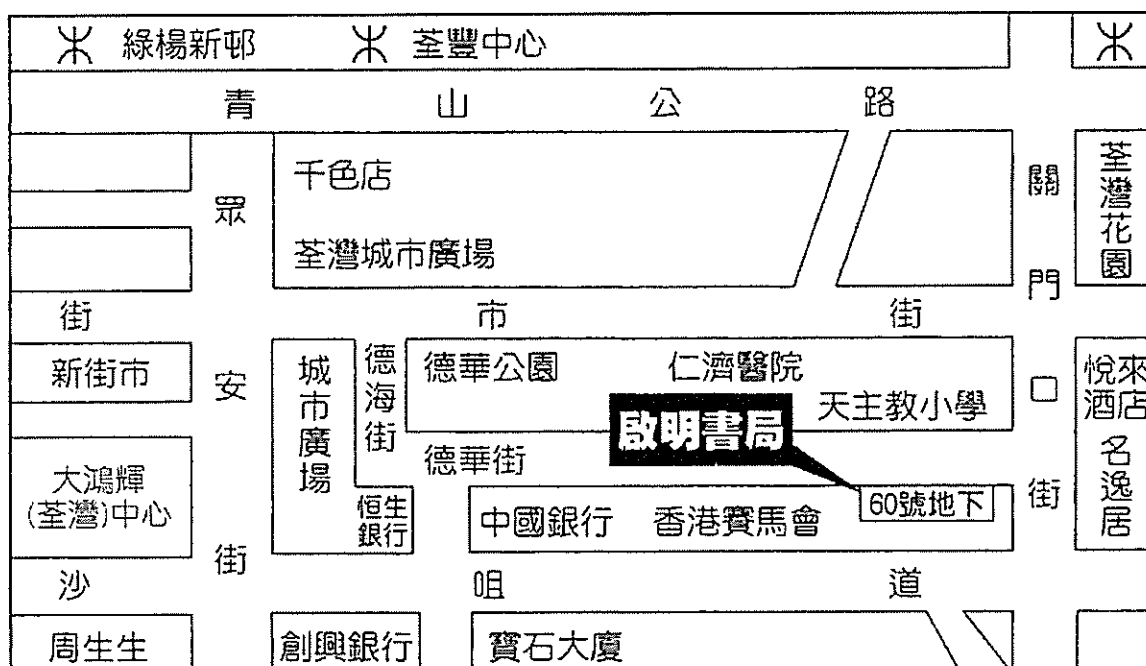 綠楊新邨 荃豐中心
青山公路
千色店
荃灣城市廣場
眾安街
關門口街
荃灣花園
街市街
新街市
城市廣場
德海街
德華公園 仁濟醫院
天主教小學
悅來
酒店
名逸居
啟明書局
德華街
大鴻輝
(荃灣)中心
恒生
銀行
中國銀行 香港賽馬會
60號地下
沙咀道
周生生
創興銀行
寶石大廈